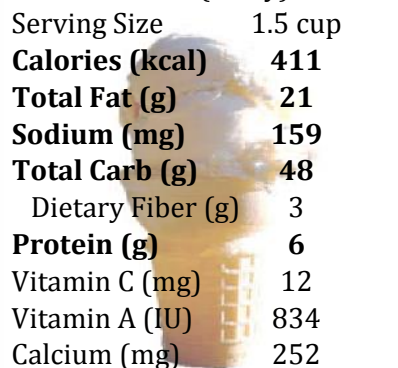 Serving Size 1.5 cup
Calories (kcal) 411
Total Fat (g) 21
Sodium (mg) 159
Total Carb (g) 48
Dietary Fiber (g) 3
Protein (g) 6
Vitamin C (mg) 12
Vitamin A (IU) 834
Calcium (mg) 252